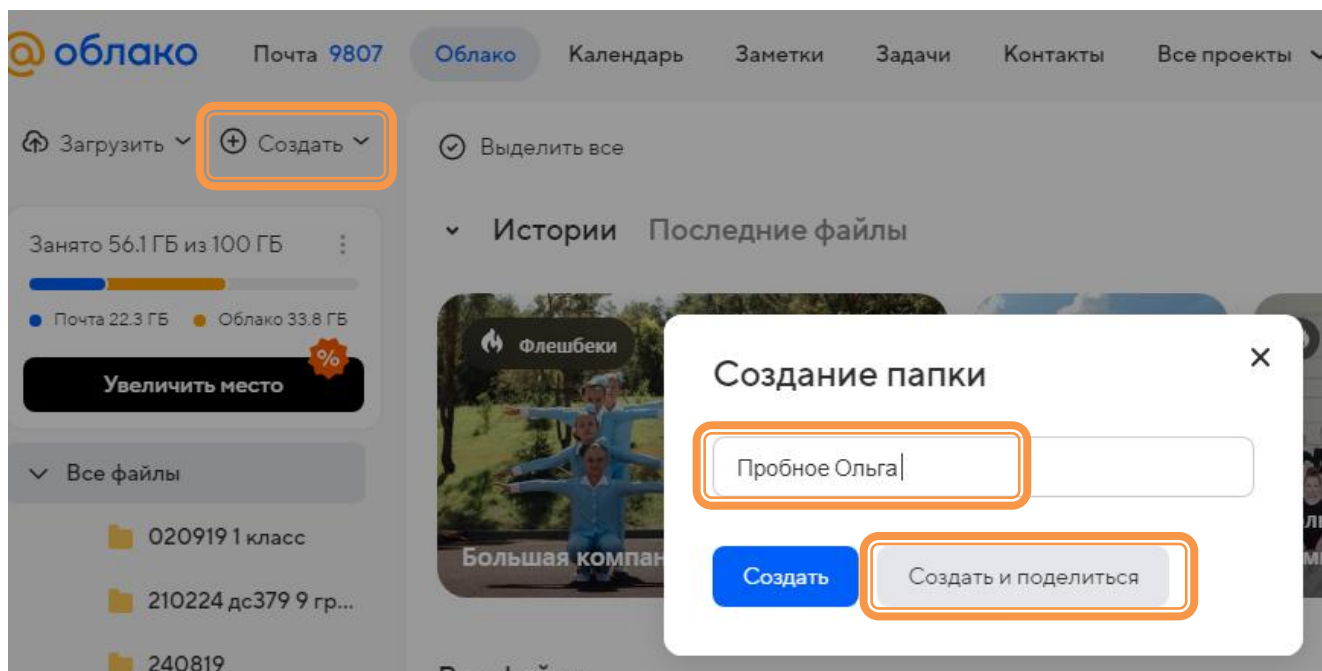 облако Почта 9807 Облако Календарь Заметки Задачи Контакты Все проекты
Загрузить Создать Выделить все
Истории Последние файлы
Занято 56.1 ГБ из 100 ГБ
Почта 22.3 ГБ Облако 33.8 ГБ
%
Увеличить место
Флешбеки
Большая
Создание папки
Пробное Ольга
Создать Создать и поделиться
Все файлы
020919 1 класс
210224 дс379 9 гр...
240819